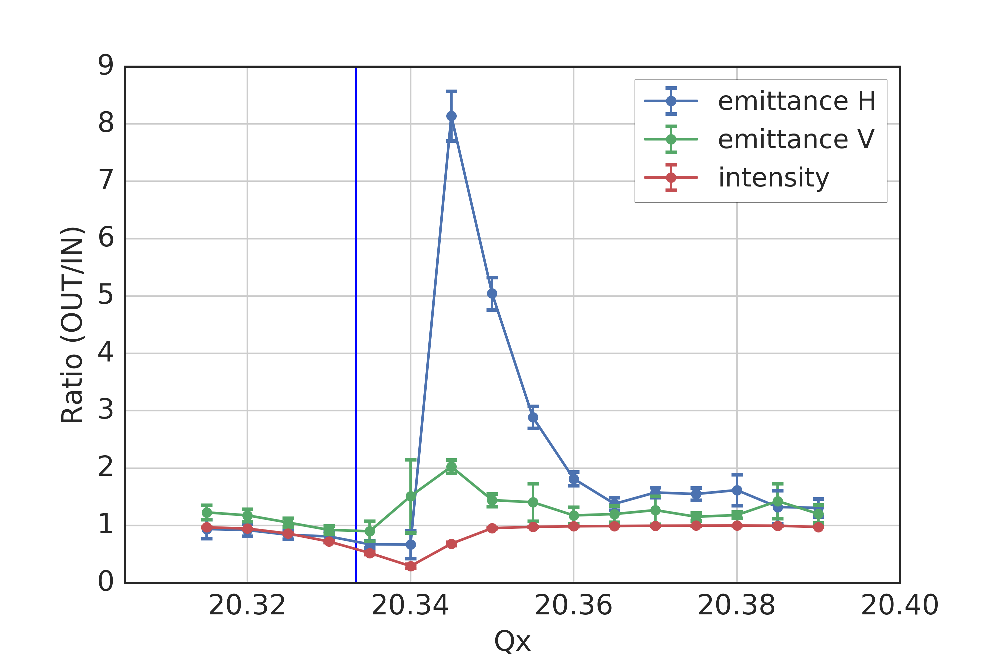 9
8
7
6
5
4
3
2
1
0
Ratio (OUT/IN)
emittance H
emittance V
intensity
20.32 20.34 20.36 20.38 20.40
Qx